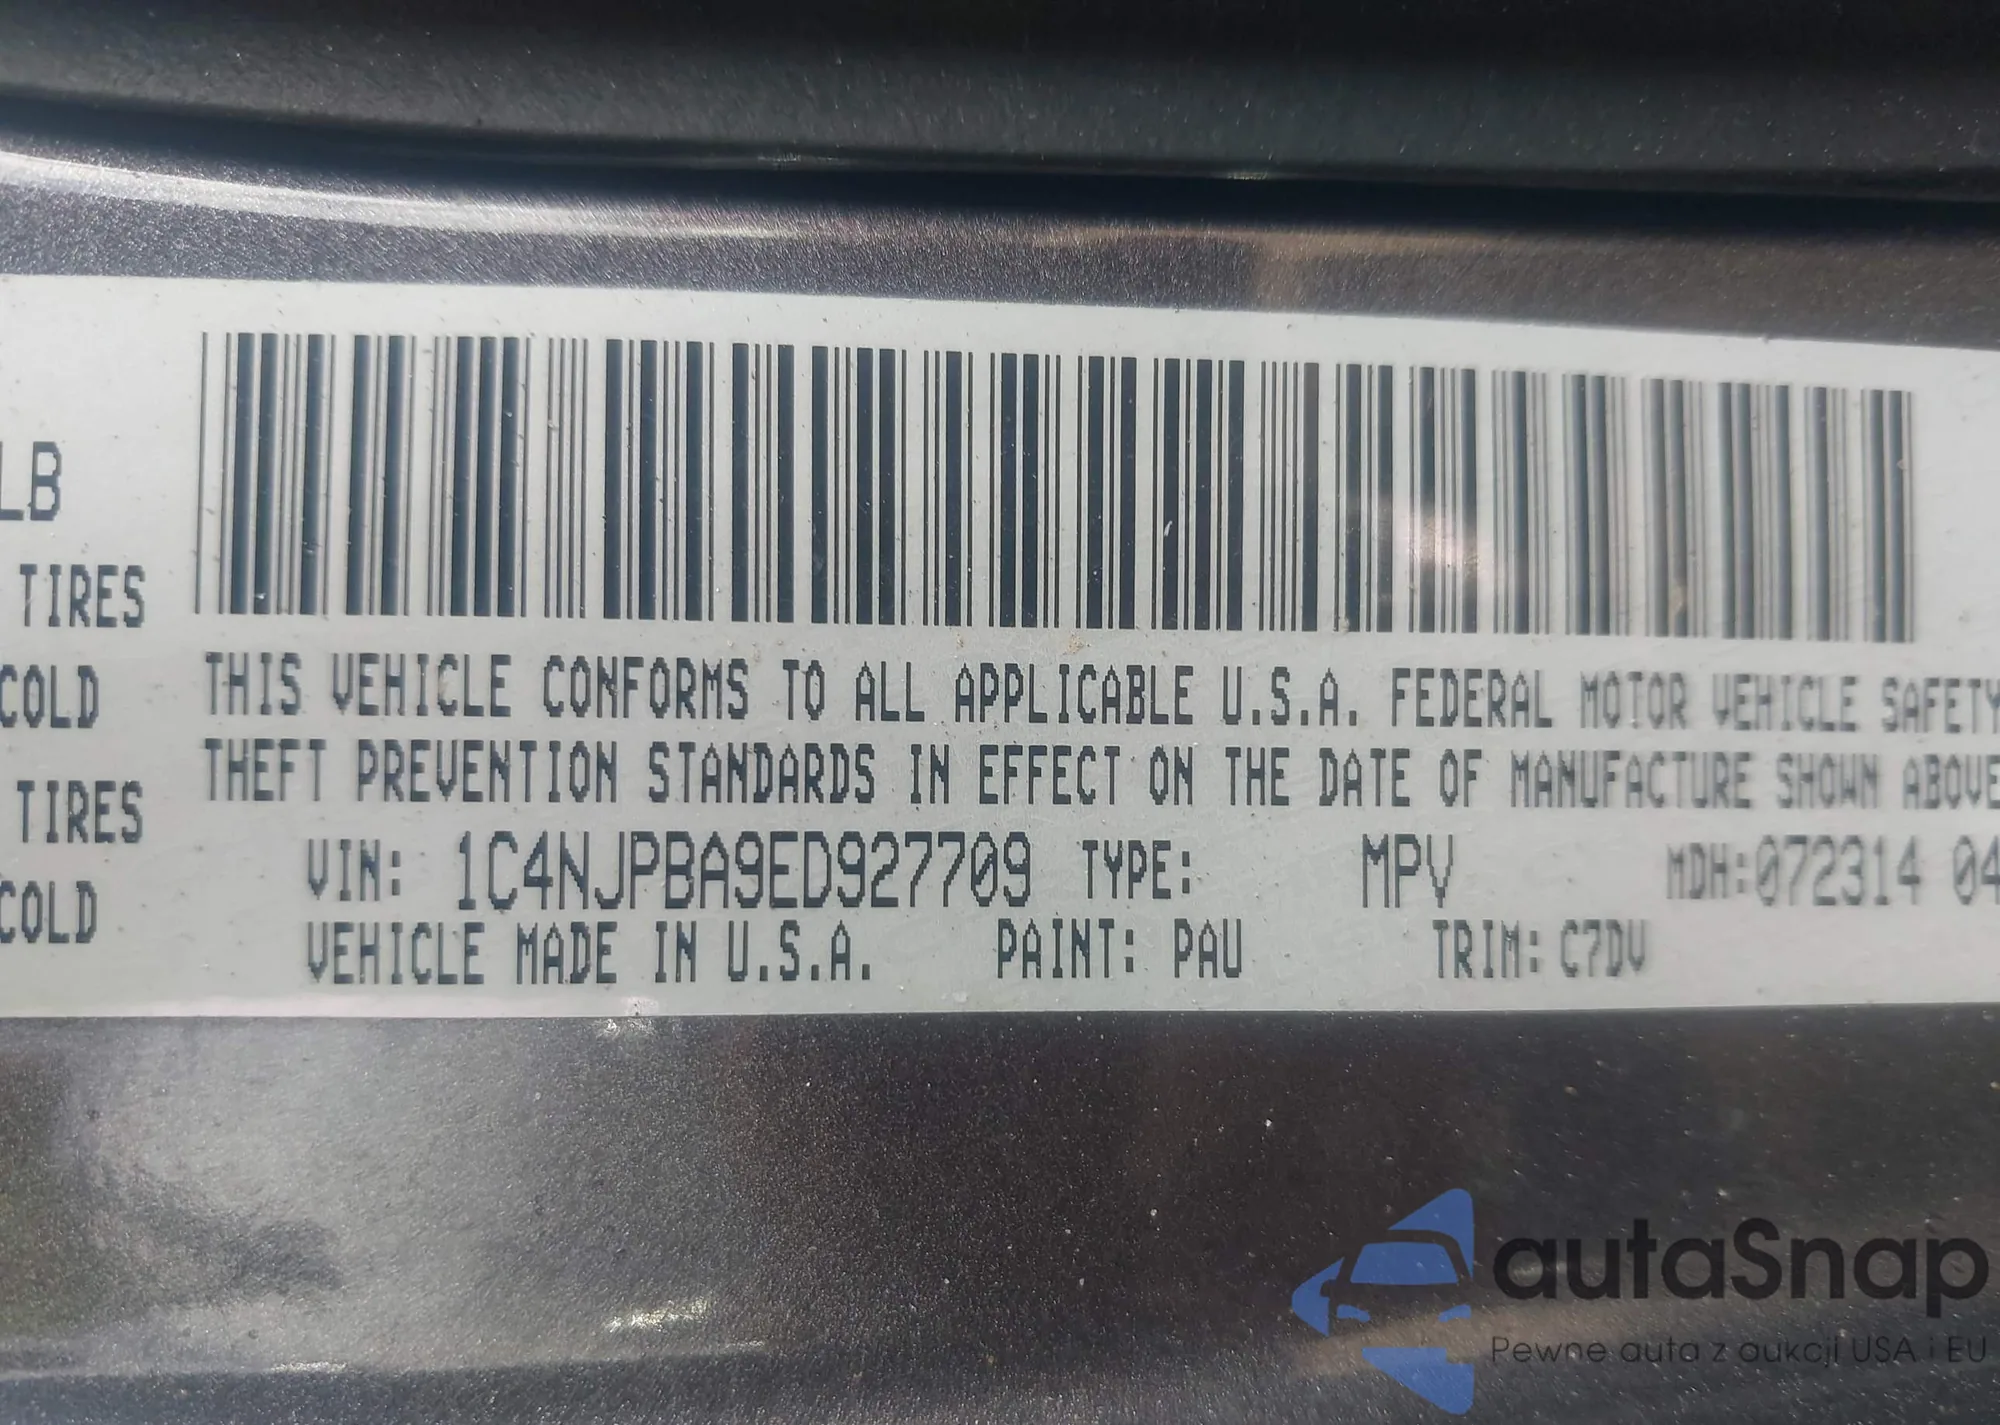 LB
TIRES
COLD
TIRES
COLD
THIS VEHICLE CONFORMS TO ALL APPLICABLE U.S.A. FEDERAL MOTOR VEHICLE SAFETY
THEFT PREVENTION STANDARDS IN EFFECT ON THE DATE OF MANUFACTURE SHOWN ABOVE
VIN: 1C4NJPBA9ED927709 TYPE: MPV MDH:072314 04
VEHICLE MADE IN U.S.A. PAINT: PAU TRIM: C7DV
autaSnap
Pewne auta z aukcji USA i EU